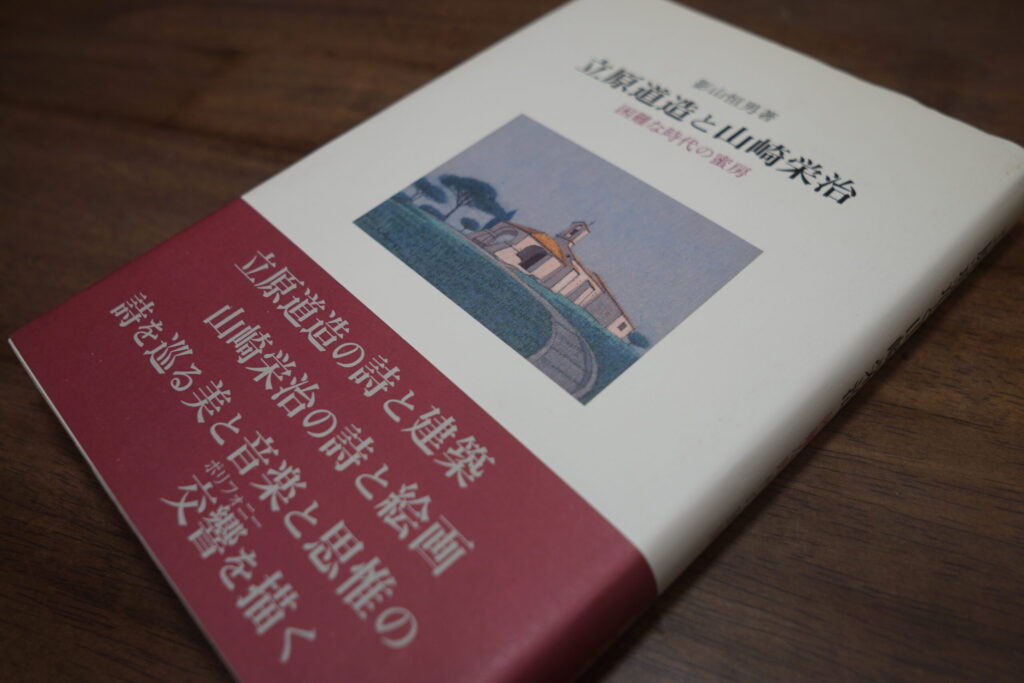 影山恒男著
立原道造と山崎栄治
困難な時代の蜜房
立原道造の詩と建築
山崎栄治の詩と絵画
詩を巡る美と音楽と思惟の
ポリフォニー
交響を描く